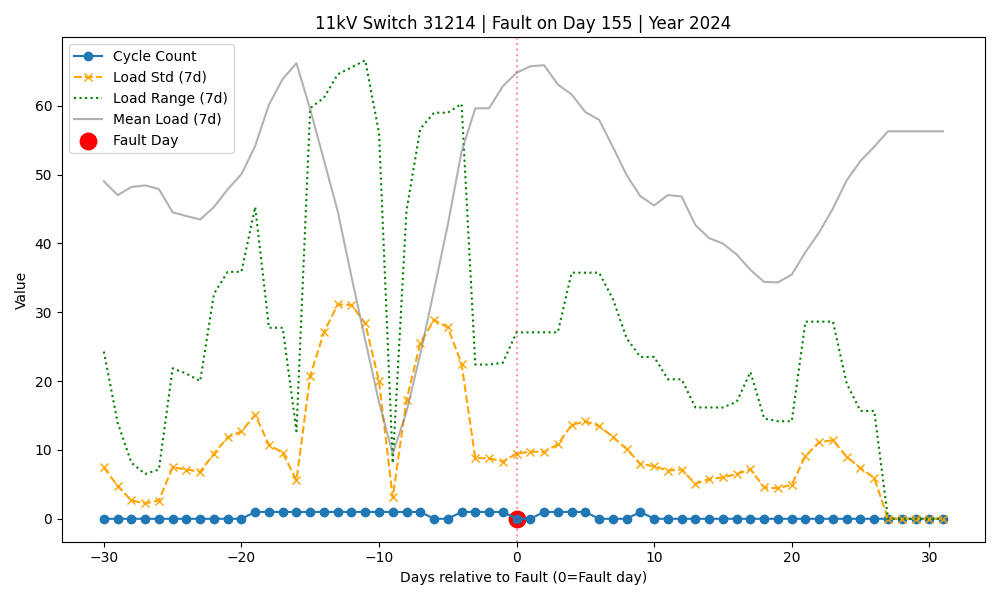 11kV Switch 31214 | Fault on Day 155 | Year 2024
Cycle Count
Load Std (7d)
Load Range (7d)
Mean Load (7d)
Fault Day
Value
60
50
40
30
20
10
0
−30
−20
−10
0
10
20
30
Days relative to Fault (0=Fault day)